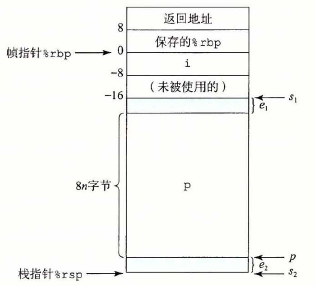 返回地址
8
保存的%rbp
帧指针%rbp
0
i
-8
（未被使用的）
-16
s₁
e₁
8n字节
p
p
e₂
栈指针%rsp
s₂